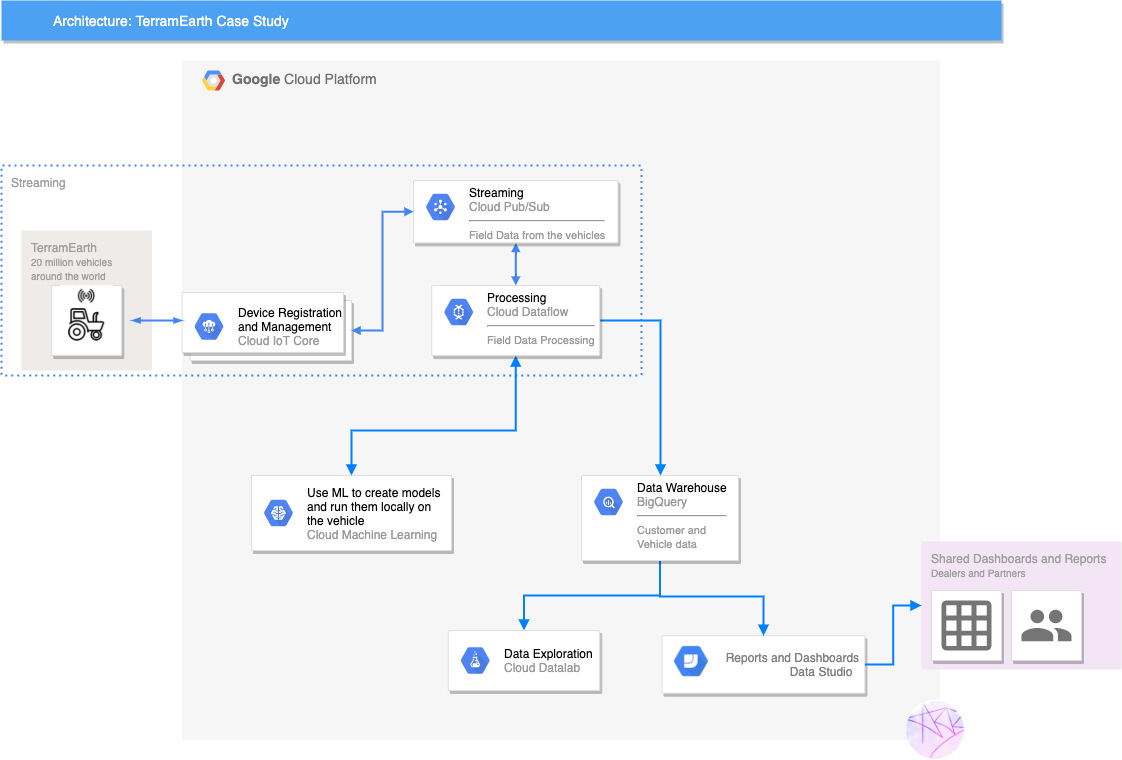 Architecture: TerramEarth Case Study
Google Cloud Platform
Streaming
TerramEarth
20 million vehicles
around the world
Device Registration
and Management
Cloud IoT Core
Streaming
Cloud Pub/Sub
Field Data from the vehicles
Processing
Cloud Dataflow
Field Data Processing
Use ML to create models
and run them locally on
the vehicle
Cloud Machine Learning
Data Warehouse
BigQuery
Customer and
Vehicle data
Data Exploration
Cloud Datalab
Reports and Dashboards
Data Studio
Shared Dashboards and Reports
Dealers and Partners